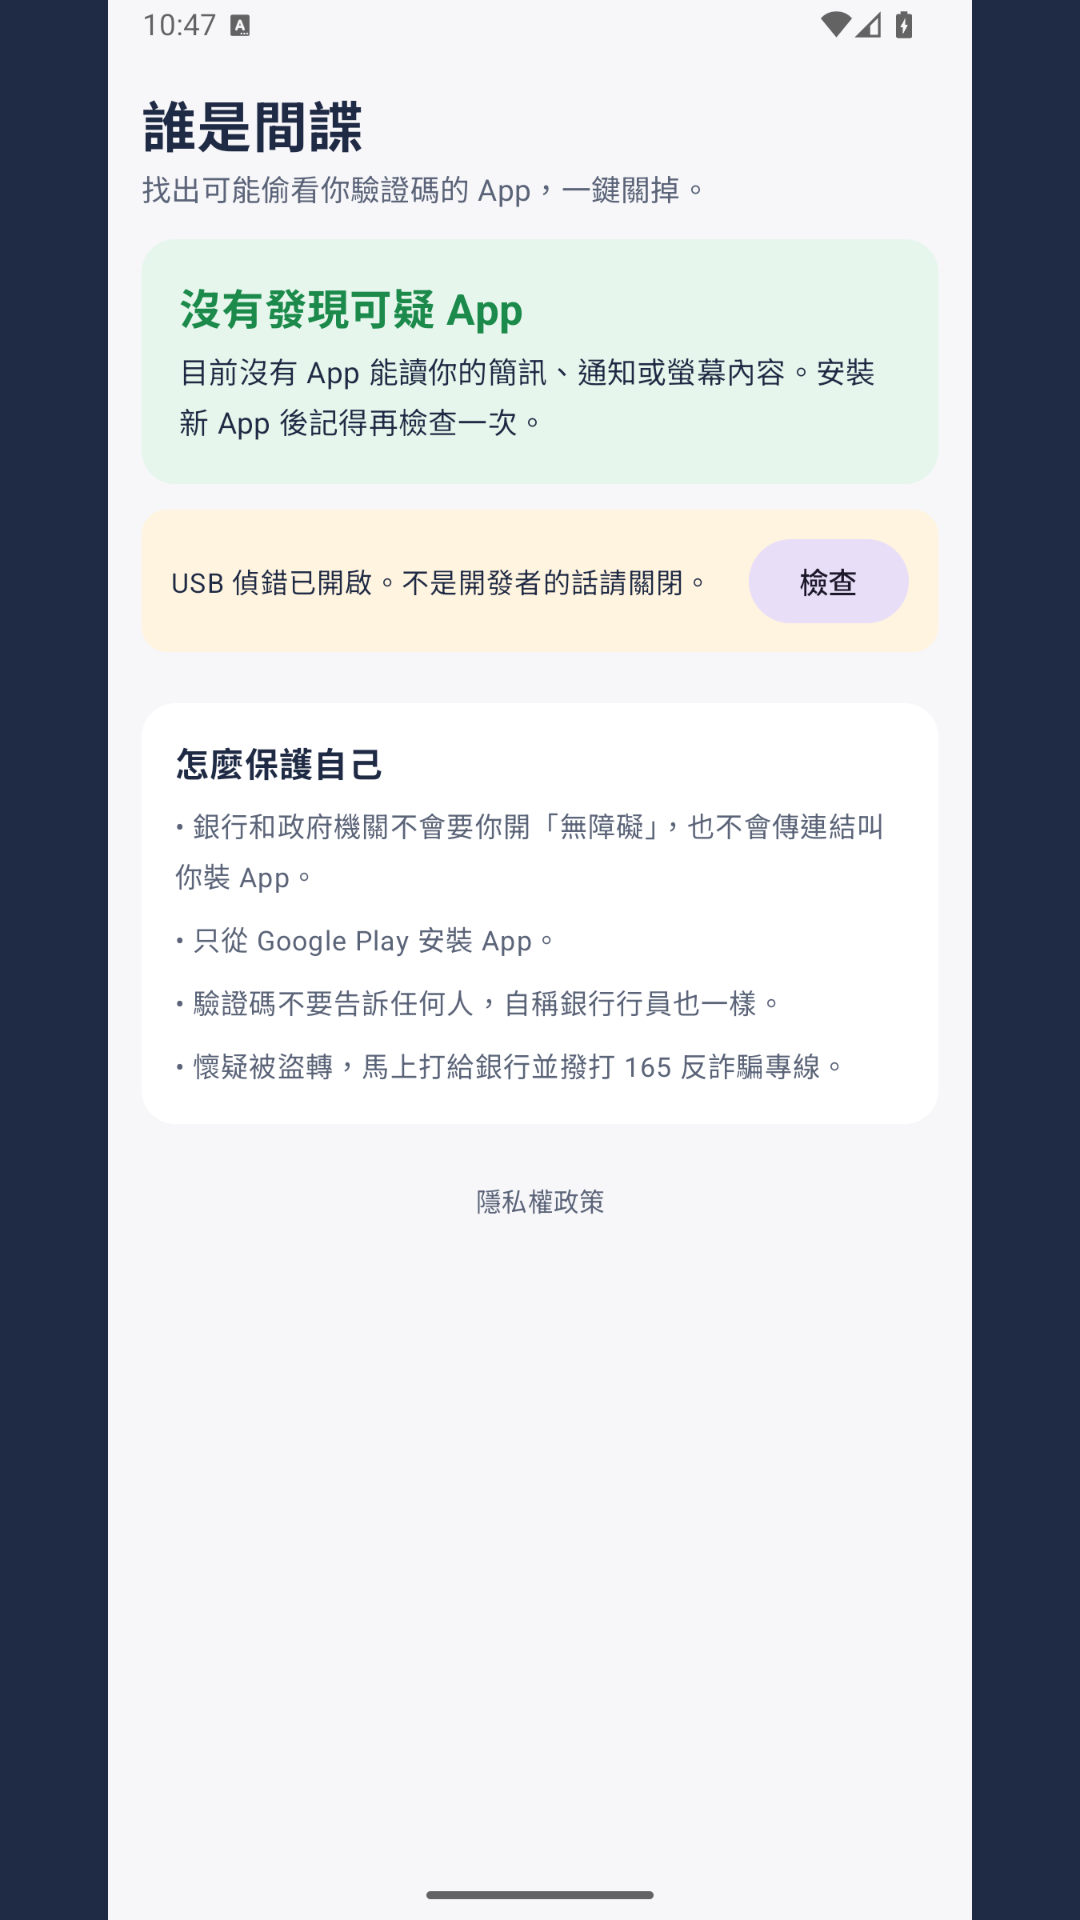 10:47
誰是間諜
找出可能偷看你驗證碼的 App，一鍵關掉。
沒有發現可疑 App
目前沒有 App 能讀你的簡訊、通知或螢幕內容。安裝
新 App 後記得再檢查一次。
USB 偵錯已開啟。不是開發者的話請關閉。
檢查
怎麼保護自己
• 銀行和政府機關不會要你開「無障礙」，也不會傳連結叫
你裝 App。
• 只從 Google Play 安裝 App。
• 驗證碼不要告訴任何人，自稱銀行行員也一樣。
• 懷疑被盜轉，馬上打給銀行並撥打 165 反詐騙專線。
隱私權政策